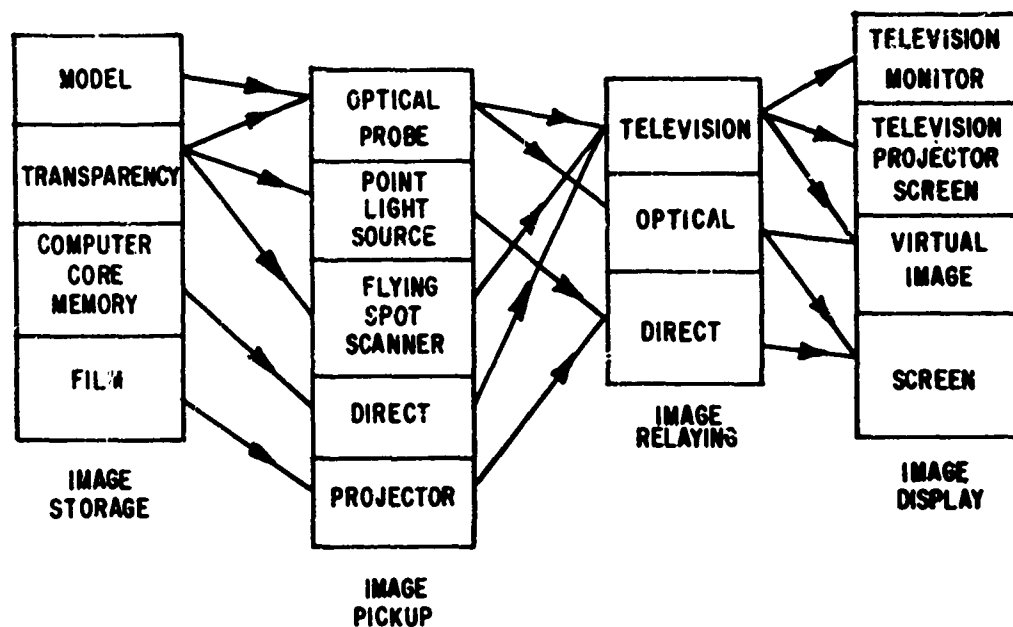 MODEL
TRANSPARENCY
COMPUTER
CORE
MEMORY
FILM
IMAGE
STORAGE
OPTICAL
PROBE
POINT
LIGHT
SOURCE
FLYING
SPOT
SCANNER
DIRECT
PROJECTOR
IMAGE
PICKUP
TELEVISION
OPTICAL
DIRECT
IMAGE
RELAYING
TELEVISION
MONITOR
TELEVISION
PROJECTOR
SCREEN
VIRTUAL
IMAGE
SCREEN
IMAGE
DISPLAY